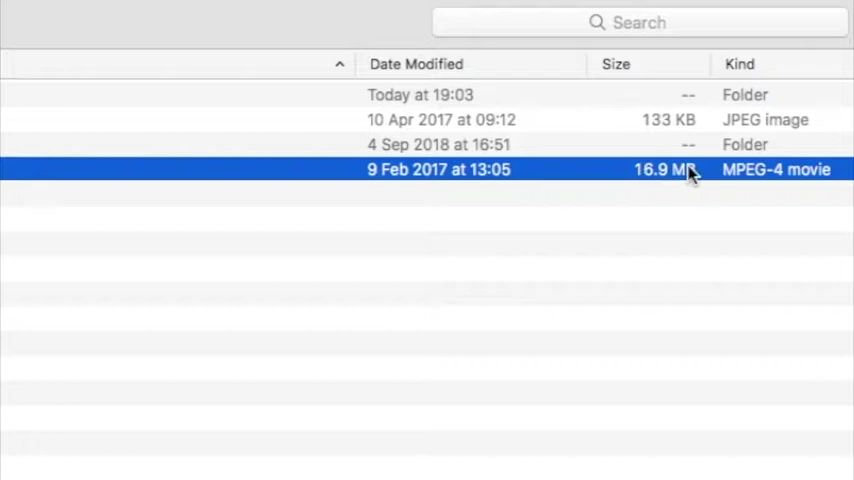 Search
Date Modified Size Kind
Today at 19:03 -- Folder
10 Apr 2017 at 09:12 133 KB JPEG image
4 Sep 2018 at 16:51 -- Folder
9 Feb 2017 at 13:05 16.9 MB MPEG-4 movie